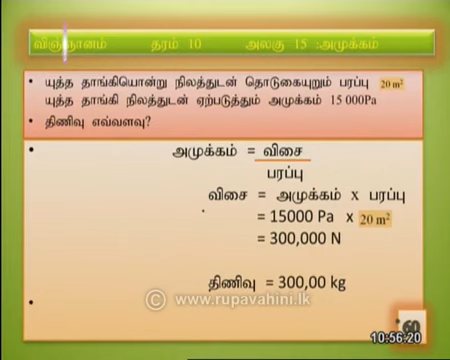 விஞ்ஞானம் தரம் 10 அலகு 15 :அமுக்கம்
• யுத்த தாங்கியொன்று நிலத்துடன் தொடுகையுறும் பரப்பு 20 m²
யுத்த தாங்கி நிலத்துடன் ஏற்படுத்தும் அமுக்கம் 15 000Pa
• திணிவு எவ்வளவு?
அமுக்கம் = விசை
பரப்பு
விசை = அமுக்கம் x பரப்பு
= 15000 Pa x 20 m²
= 300,000 N
திணிவு = 300,00 kg
© www.rupavahini.lk
60
10:56:20